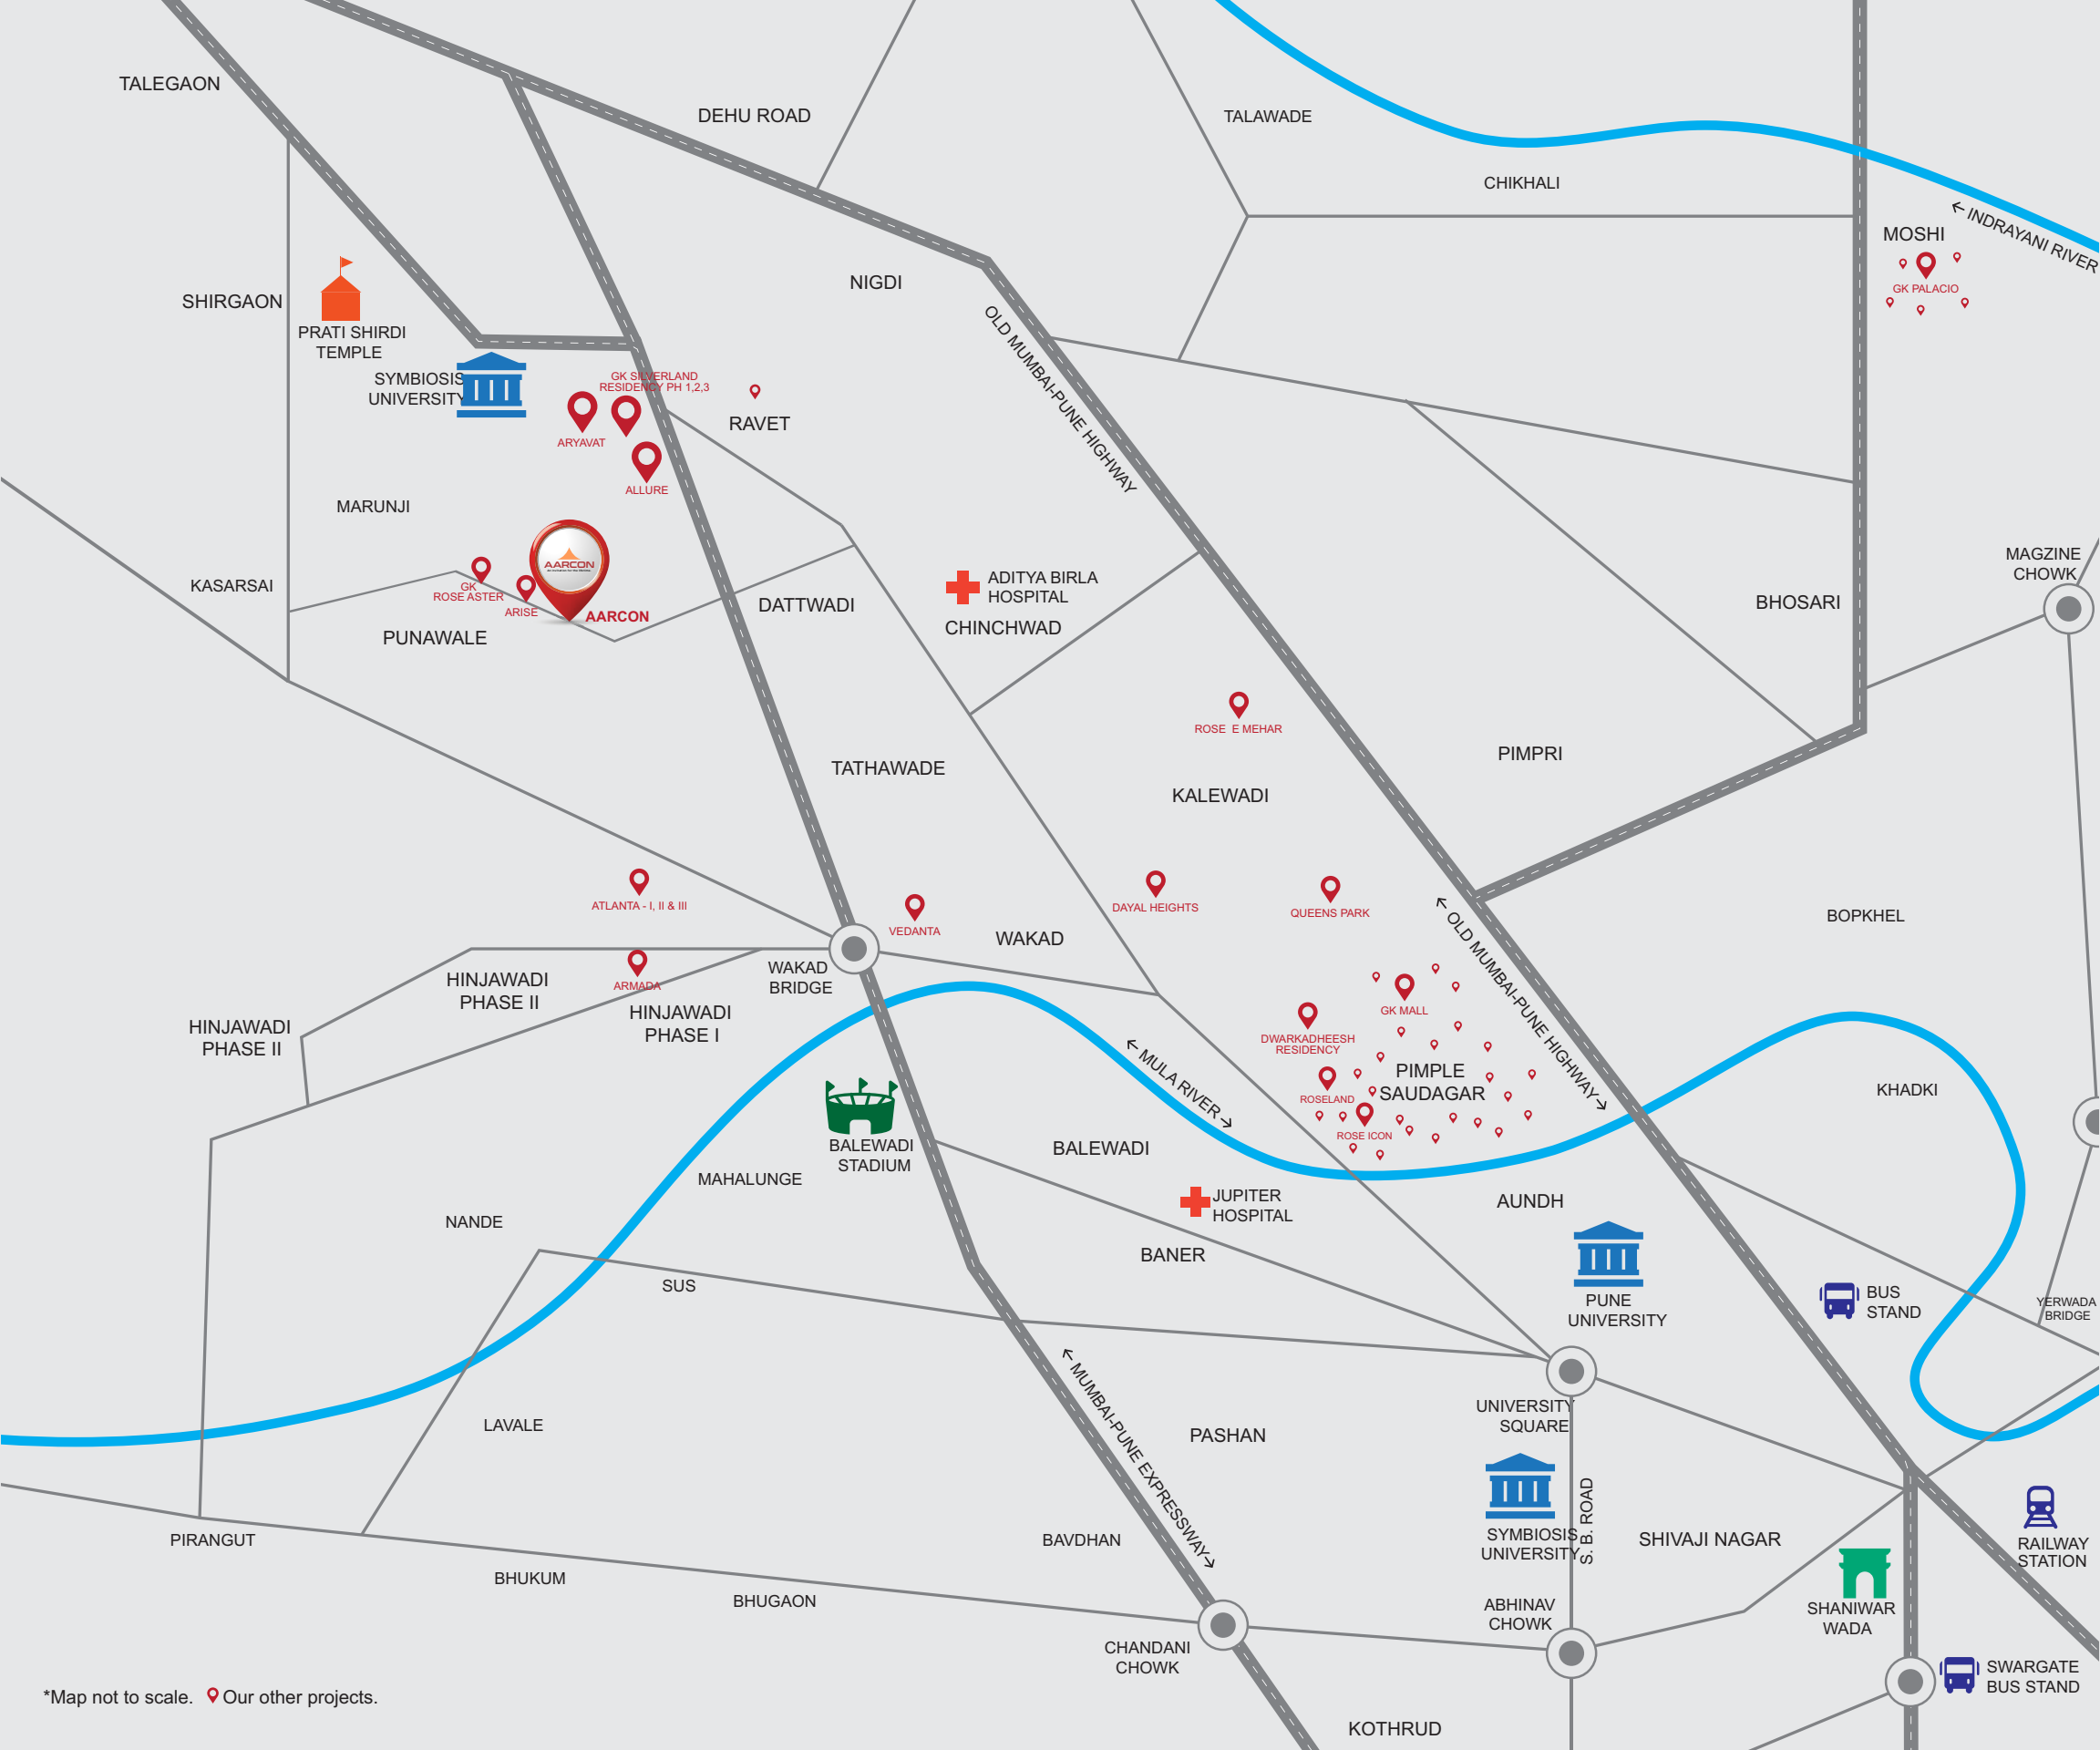 TALEGAON
DEHU ROAD
TALAWADE
CHIKHALI
← INDRAYANI RIVER
MOSHI
GK PALACIO
NIGDI
SHIRGAON
PRATI SHIRDI
TEMPLE
OLD MUMBAI-PUNE HIGHWAY
SYMBIOSIS
UNIVERSITY
GK SILVERLAND
RESIDENCY PH 1,2,3
ARYAVAT
RAVET
ALLURE
MARUNJI
KASARSAI
GK
ROSE ASTER
ARISE
AARCON
AARCON
PUNAWALE
DATTWADI
ADITYA BIRLA
HOSPITAL
CHINCHWAD
MAGZINE
CHOWK
BHOSARI
ROSE E MEHAR
PIMPRI
TATHAWADE
KALEWADI
ATLANTA - I, II & III
VEDANTA
DAYAL HEIGHTS
QUEENS PARK
WAKAD
BOPKHEL
← OLD MUMBAI-PUNE HIGHWAY →
WAKAD
BRIDGE
ARMADA
HINJAWADI
PHASE II
HINJAWADI
PHASE I
HINJAWADI
PHASE II
GK MALL
DWARKADHEESH
RESIDENCY
← MULA RIVER →
PIMPLE
SAUDAGAR
ROSELAND
ROSE ICON
KHADKI
BALEWADI
STADIUM
BALEWADI
MAHALUNGE
JUPITER
HOSPITAL
AUNDH
NANDE
BANER
SUS
PUNE
UNIVERSITY
BUS
STAND
YERWADA
BRIDGE
← MUMBAI-PUNE EXPRESSWAY →
UNIVERSITY
SQUARE
LAVALE
PASHAN
SYMBIOSIS
UNIVERSITY
S. B. ROAD
SHIVAJI NAGAR
RAILWAY
STATION
PIRANGUT
BAVDHAN
BHUKUM
BHUGAON
ABHINAV
CHOWK
SHANIWAR
WADA
CHANDANI
CHOWK
SWARGATE
BUS STAND
*Map not to scale. Our other projects.
KOTHRUD